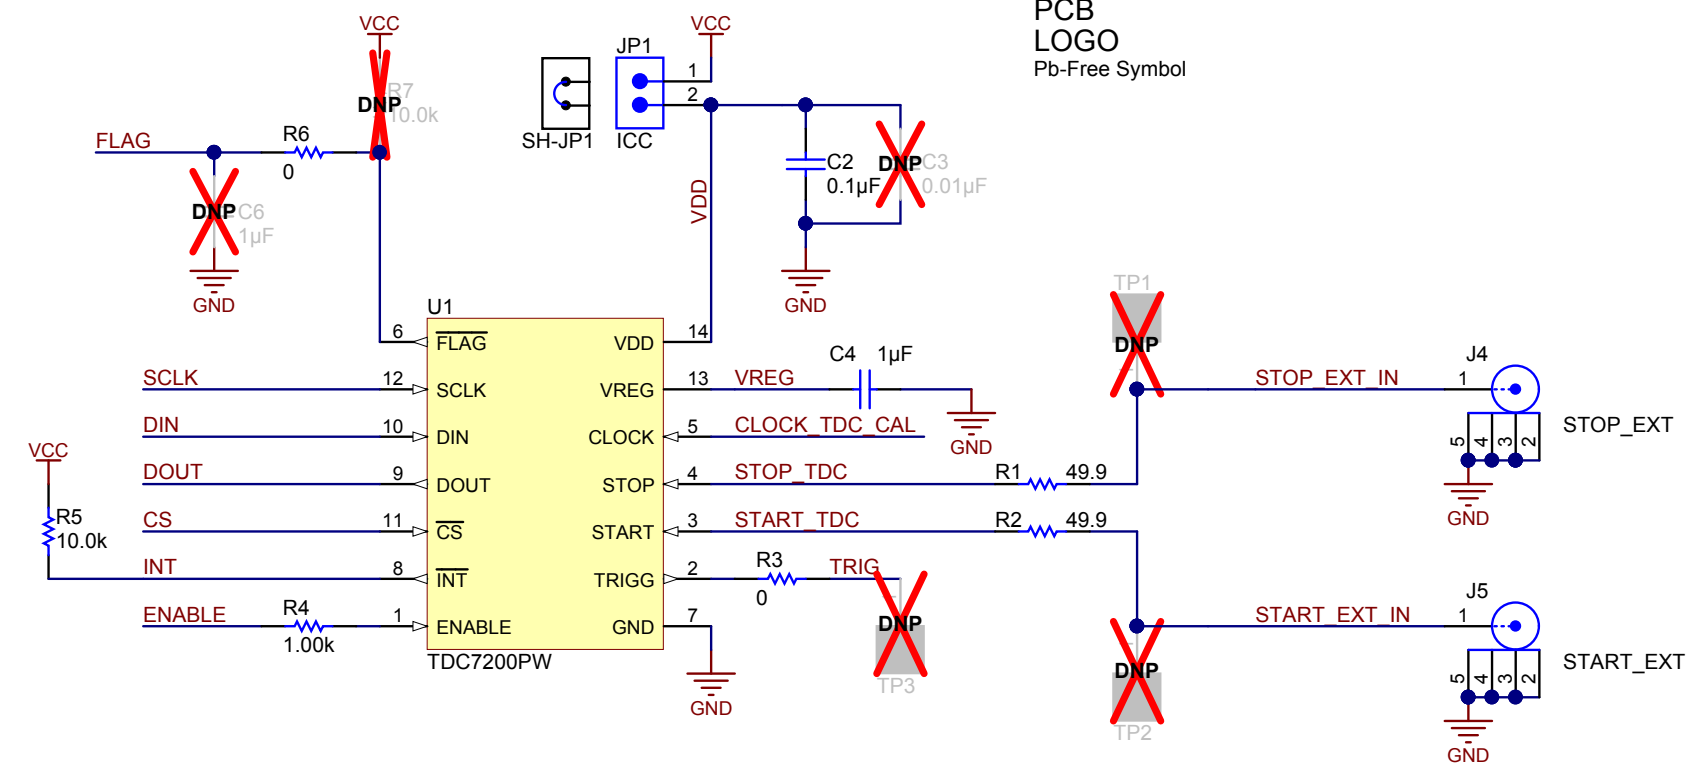 PCB
LOGO
Pb-Free Symbol
VCC
R7
10.0k
DNP
FLAG
R6
0
DNP
C6
1µF
GND
SH-JP1
JP1
ICC
1
2
VCC
VDD
C2
0.1µF
DNP
C3
0.01µF
GND
U1
6
FLAG
12
SCLK
10
DIN
9
DOUT
11
CS
8
INT
1
ENABLE
VDD
14
VREG
13
CLOCK
5
STOP
4
START
3
TRIGG
2
GND
7
TDC7200PW
SCLK
DIN
DOUT
CS
INT
ENABLE
VCC
R5
10.0k
R4
1.00k
VREG
C4
1µF
GND
CLOCK_TDC_CAL
STOP_TDC
R1
49.9
START_TDC
R2
49.9
R3
0
TRIG
DNP
TP3
GND
TP1
DNP
STOP_EXT_IN
J4
1
5
4
3
2
STOP_EXT
GND
DNP
TP2
START_EXT_IN
J5
1
5
4
3
2
START_EXT
GND